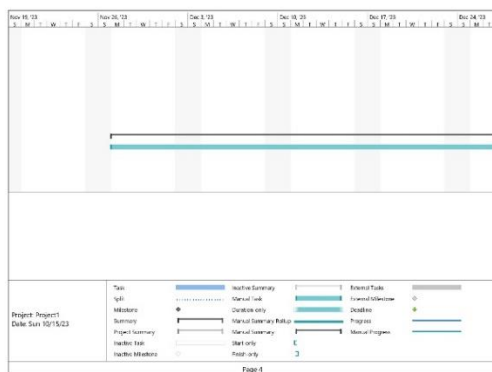 Nov 19, '23 Nov 26, '23 Dec 3, '23 Dec 10, '23 Dec 17, '23 Dec 24, '23
S M T W T F S S M T W T F S S M T W T F S S M T W T F S S M T W T F S S M T
Task Inactive Summary External Tasks
Split Manual Task External Milestone
Milestone Duration-only Deadline
Summary Manual Summary Rollup Progress
Project Summary Manual Summary Manual Progress
Inactive Task Start-only
Inactive Milestone Finish-only
Project: Project1
Date: Sun 10/15/23
Page 4